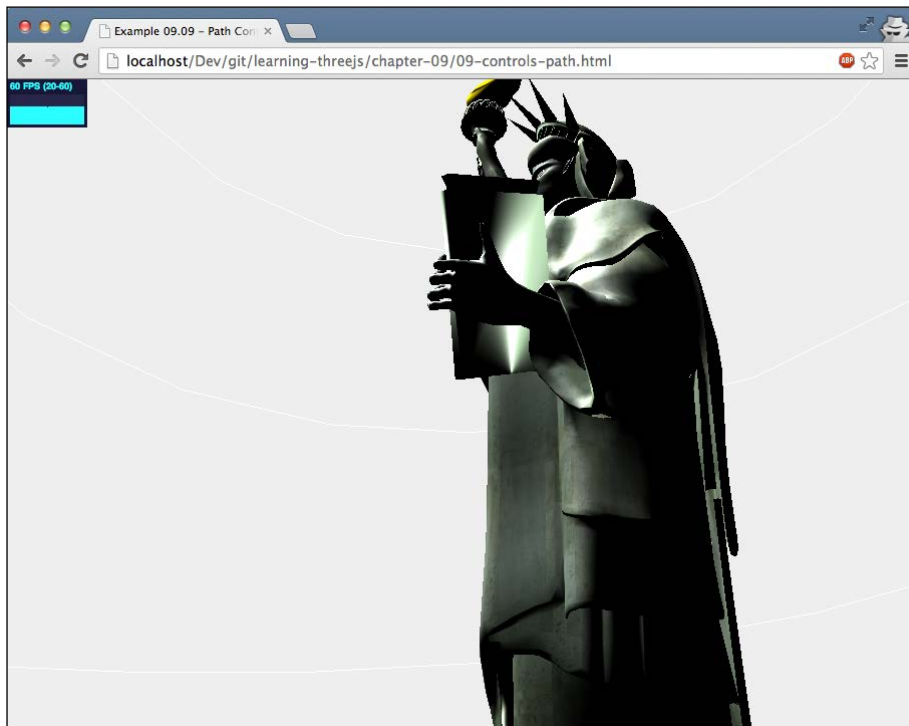 Example 09.09 – Path Con
localhost/Dev/git/learning-threejs/chapter-09/09-controls-path.html
ABP
60 FPS (20-60)